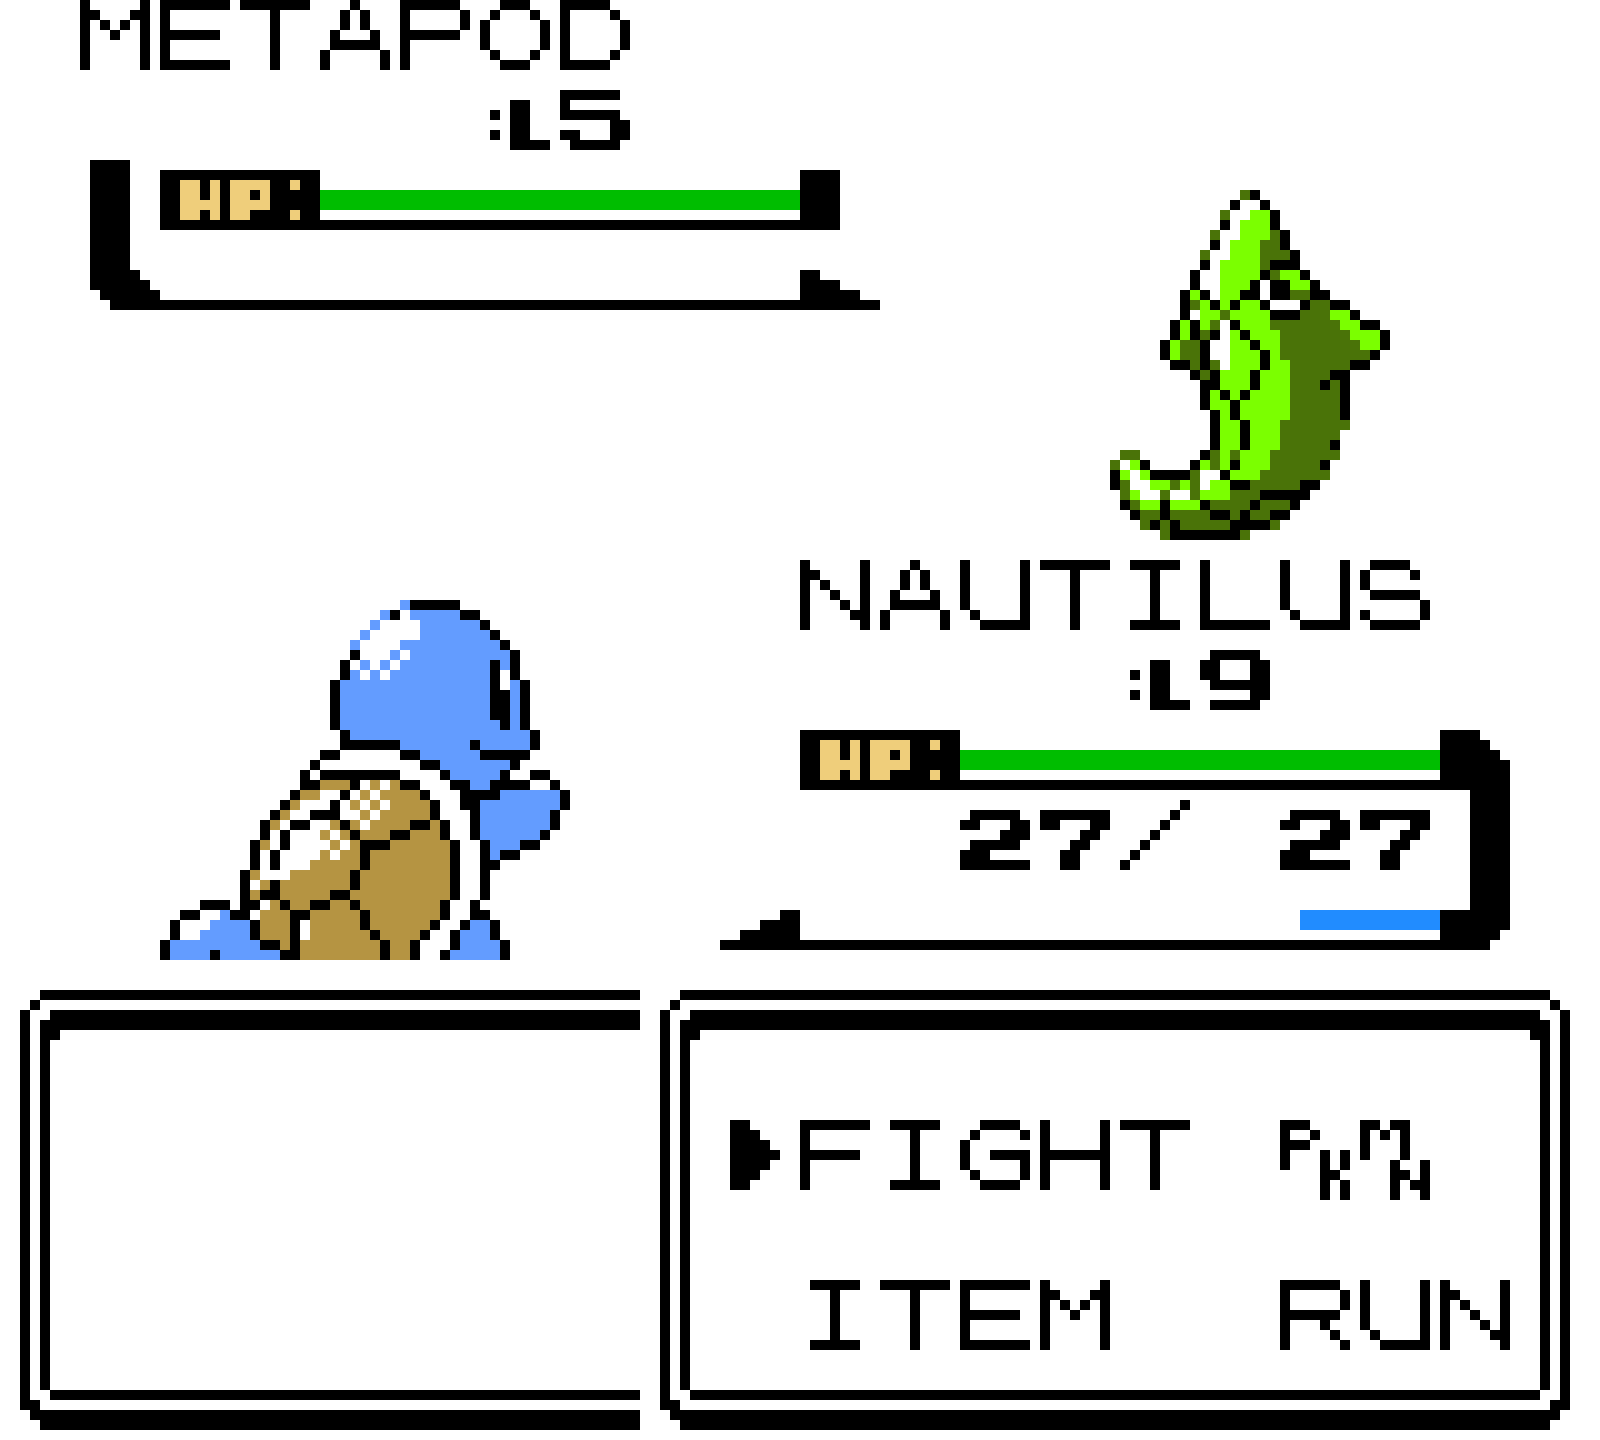 METAPOD
:L5
HP:
NAUTILUS
:L9
HP:
27/ 27
FIGHT PKMN
ITEM RUN